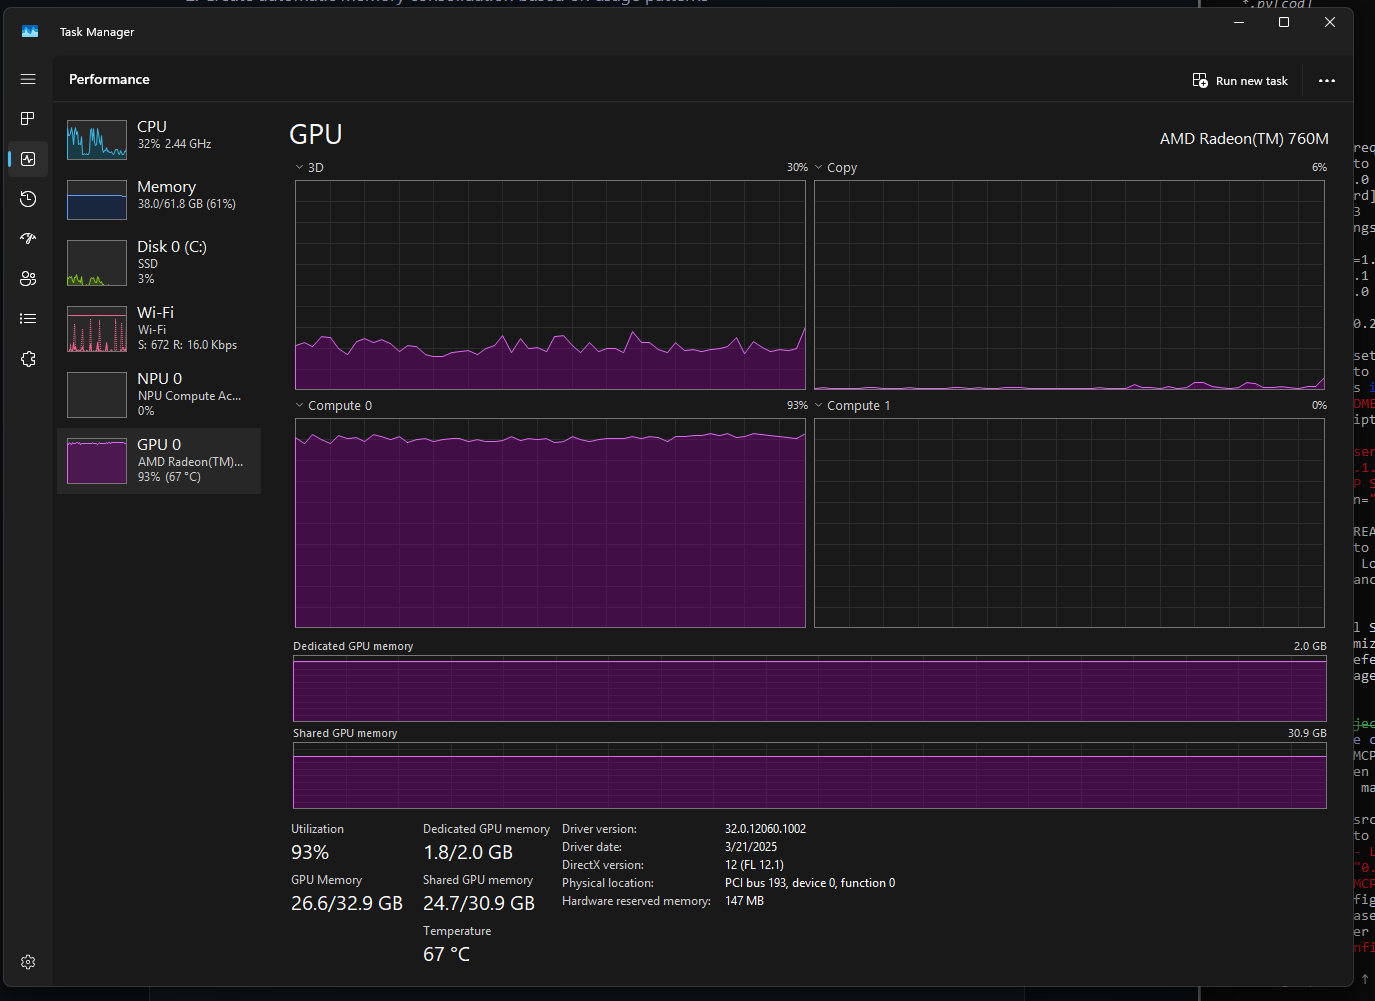 Task Manager
Performance
Run new task
CPU
32% 2.44 GHz
Memory
38.0/61.8 GB (61%)
Disk 0 (C:)
SSD
3%
Wi-Fi
Wi-Fi
S: 672 R: 16.0 Kbps
NPU 0
NPU Compute Ac...
0%
GPU 0
AMD Radeon(TM)...
93% (67 °C)
GPU
AMD Radeon(TM) 760M
3D 30%
Copy 6%
Compute 0 93%
Compute 1 0%
Dedicated GPU memory 2.0 GB
Shared GPU memory 30.9 GB
Utilization
93%
GPU Memory
26.6/32.9 GB
Dedicated GPU memory
1.8/2.0 GB
Shared GPU memory
24.7/30.9 GB
Temperature
67 °C
Driver version: 32.0.12060.1002
Driver date: 3/21/2025
DirectX version: 12 (FL 12.1)
Physical location: PCI bus 193, device 0, function 0
Hardware reserved memory: 147 MB